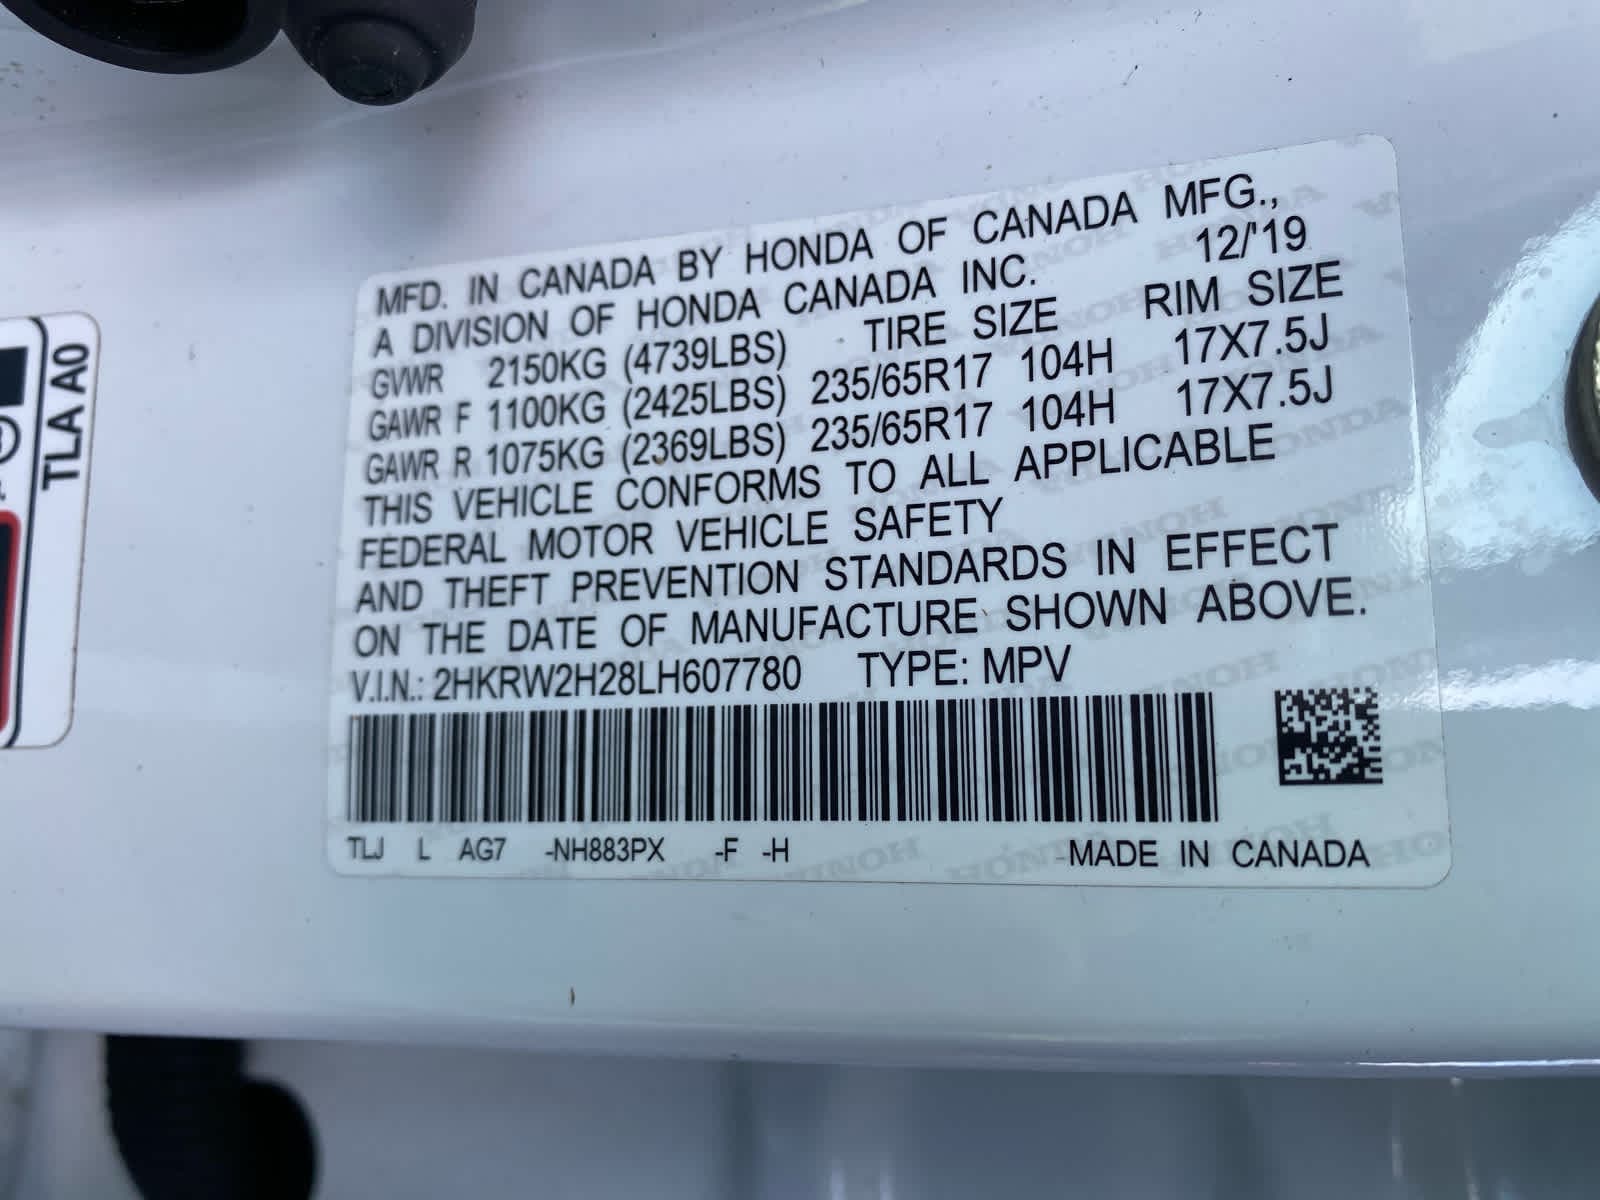 MFD. IN CANADA BY HONDA OF CANADA MFG.,
A DIVISION OF HONDA CANADA INC. 12/'19
GVWR 2150KG (4739LBS) TIRE SIZE RIM SIZE
GAWR F 1100KG (2425LBS) 235/65R17 104H 17X7.5J
GAWR R 1075KG (2369LBS) 235/65R17 104H 17X7.5J
THIS VEHICLE CONFORMS TO ALL APPLICABLE
FEDERAL MOTOR VEHICLE SAFETY
AND THEFT PREVENTION STANDARDS IN EFFECT
ON THE DATE OF MANUFACTURE SHOWN ABOVE.
V.I.N.: 2HKRW2H28LH607780 TYPE: MPV
TLJ L AG7 -NH883PX -F -H MADE IN CANADA
TLA A0